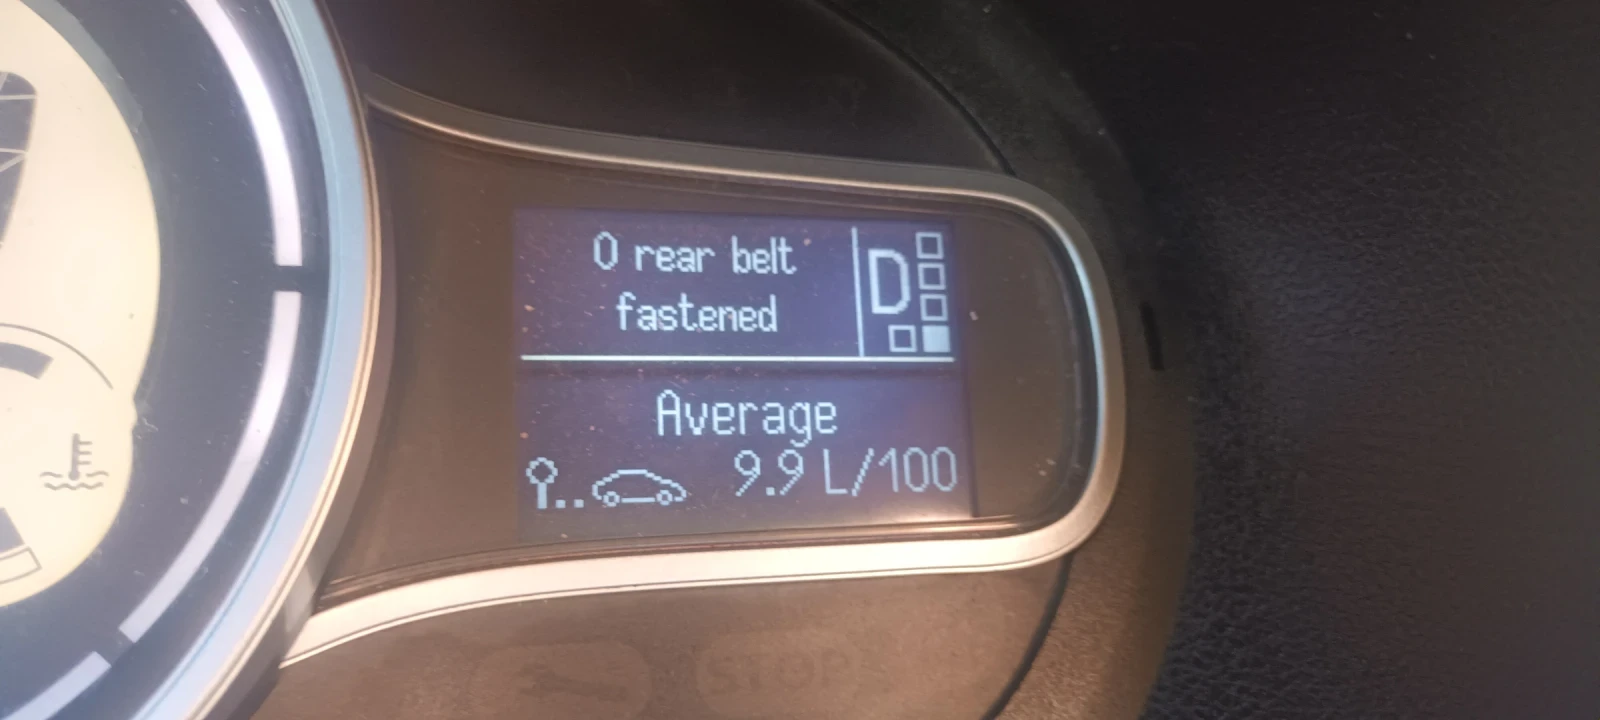 0 rear belt
fastened
D
Average
9.9 L/100
STOP